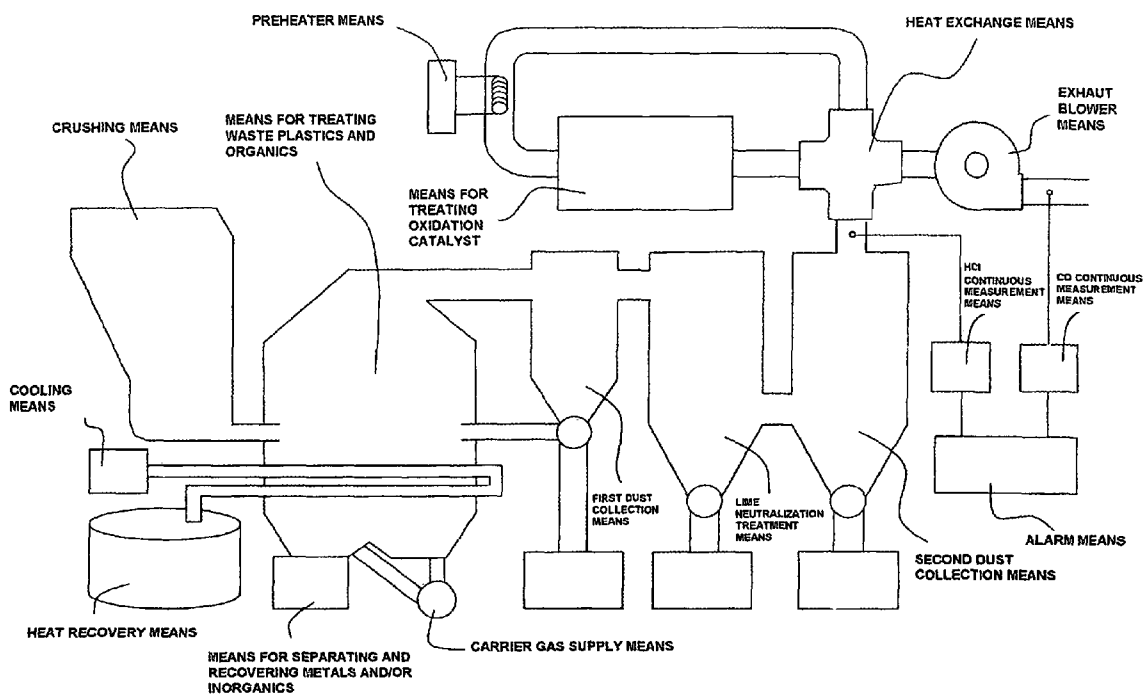 PREHEATER MEANS
HEAT EXCHANGE MEANS
EXHAUT
BLOWER
MEANS
CRUSHING MEANS
MEANS FOR TREATING
WASTE PLASTICS AND
ORGANICS
MEANS FOR
TREATING
OXIDATION
CATALYST
HCI
CONTINUOUS
MEASUREMENT
MEANS
CO CONTINUOUS
MEASUREMENT
MEANS
COOLING
MEANS
FIRST DUST
COLLECTION
MEANS
LIME
NEUTRALIZATION
TREATMENT
MEANS
ALARM MEANS
SECOND DUST
COLLECTION MEANS
HEAT RECOVERY MEANS
MEANS FOR SEPARATING AND
RECOVERING METALS AND/OR
INORGANICS
CARRIER GAS SUPPLY MEANS